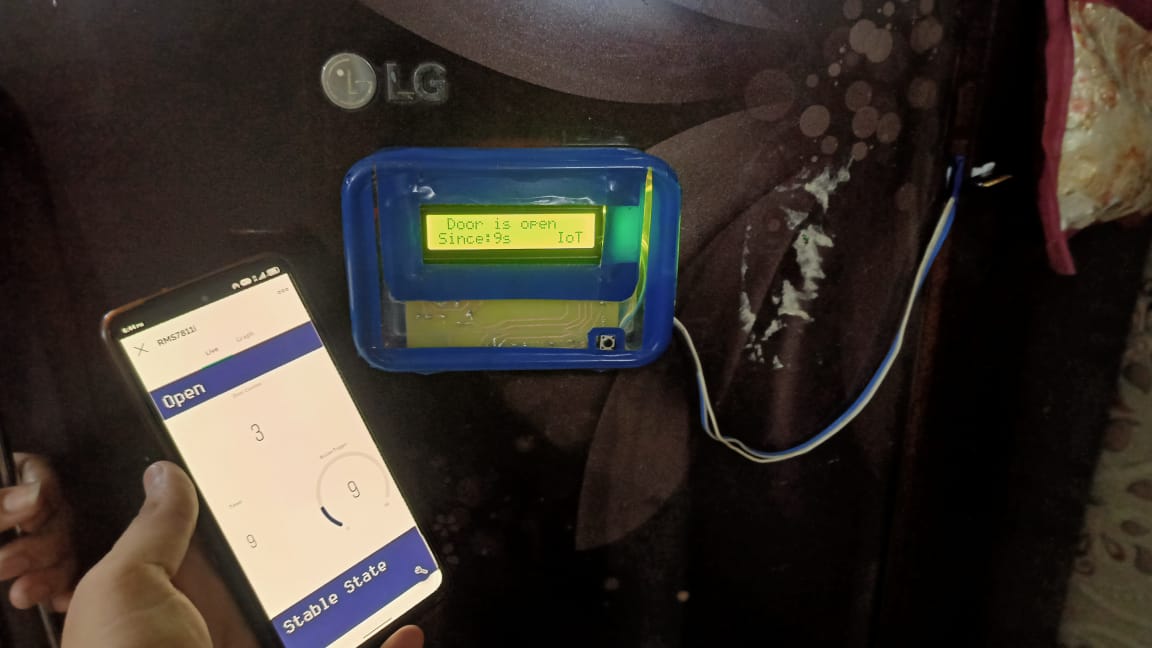 LG
Door is open
Since:9s IoT
RMS7811i
Live Graph
Open
3
9
9
Stable State